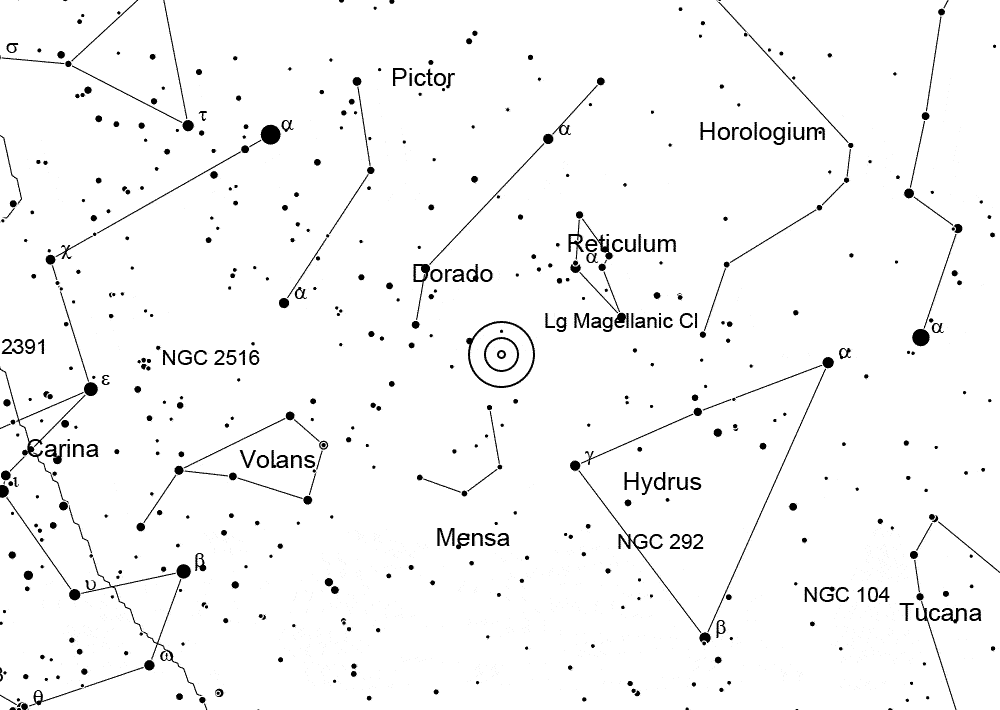 σ
Pictor
τ
α
α
Horologium
χ
Reticulum
α
Dorado
α
Lg Magellanic Cl
α
2391
NGC 2516
α
ε
Carina
Volans
γ
Hydrus
ι
Mensa
NGC 292
β
υ
NGC 104
Tucana
β
ω
θ